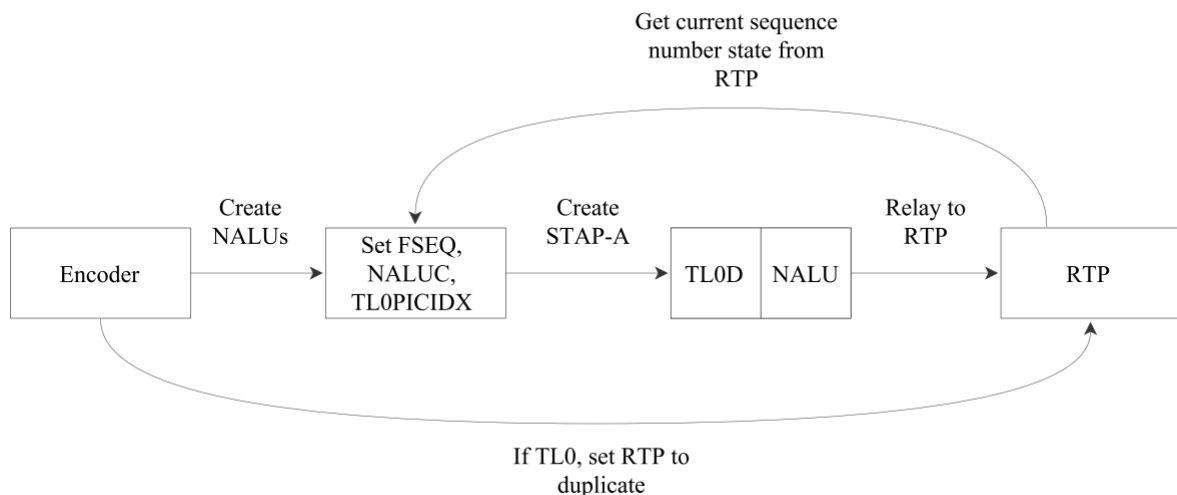 Get current sequence
number state from
RTP
Create
NALUs
Create
STAP-A
Relay to
RTP
Encoder
Set FSEQ,
NALUC,
TL0PICIDX
TL0D
NALU
RTP
If TL0, set RTP to
duplicate